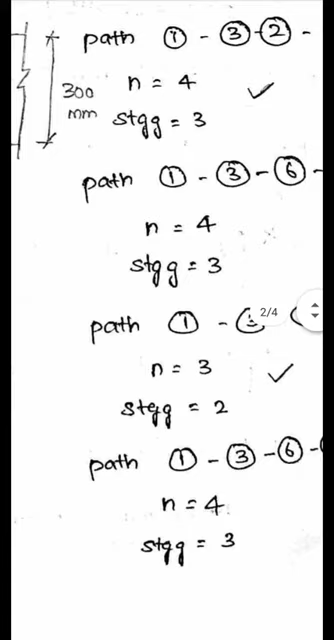 path ① - ③ - ② -
300 mm
n = 4 ✓
stgg = 3
path ① - ③ - ⑥ -
n = 4
stgg = 3
path ① -
2/4
n = 3 ✓
stgg = 2
path ① - ③ - ⑥ -
n = 4
stgg = 3